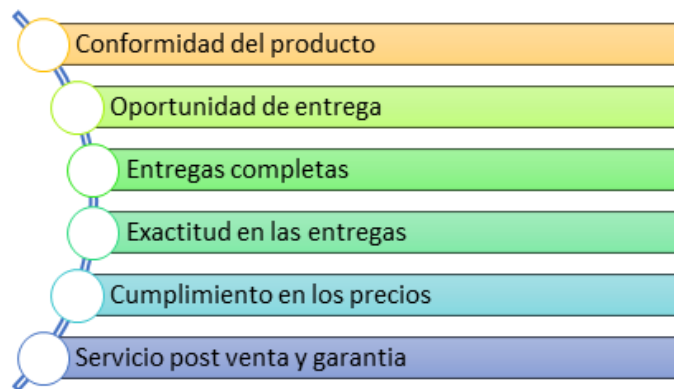 Conformidad del producto
Oportunidad de entrega
Entregas completas
Exactitud en las entregas
Cumplimiento en los precios
Servicio post venta y garantia